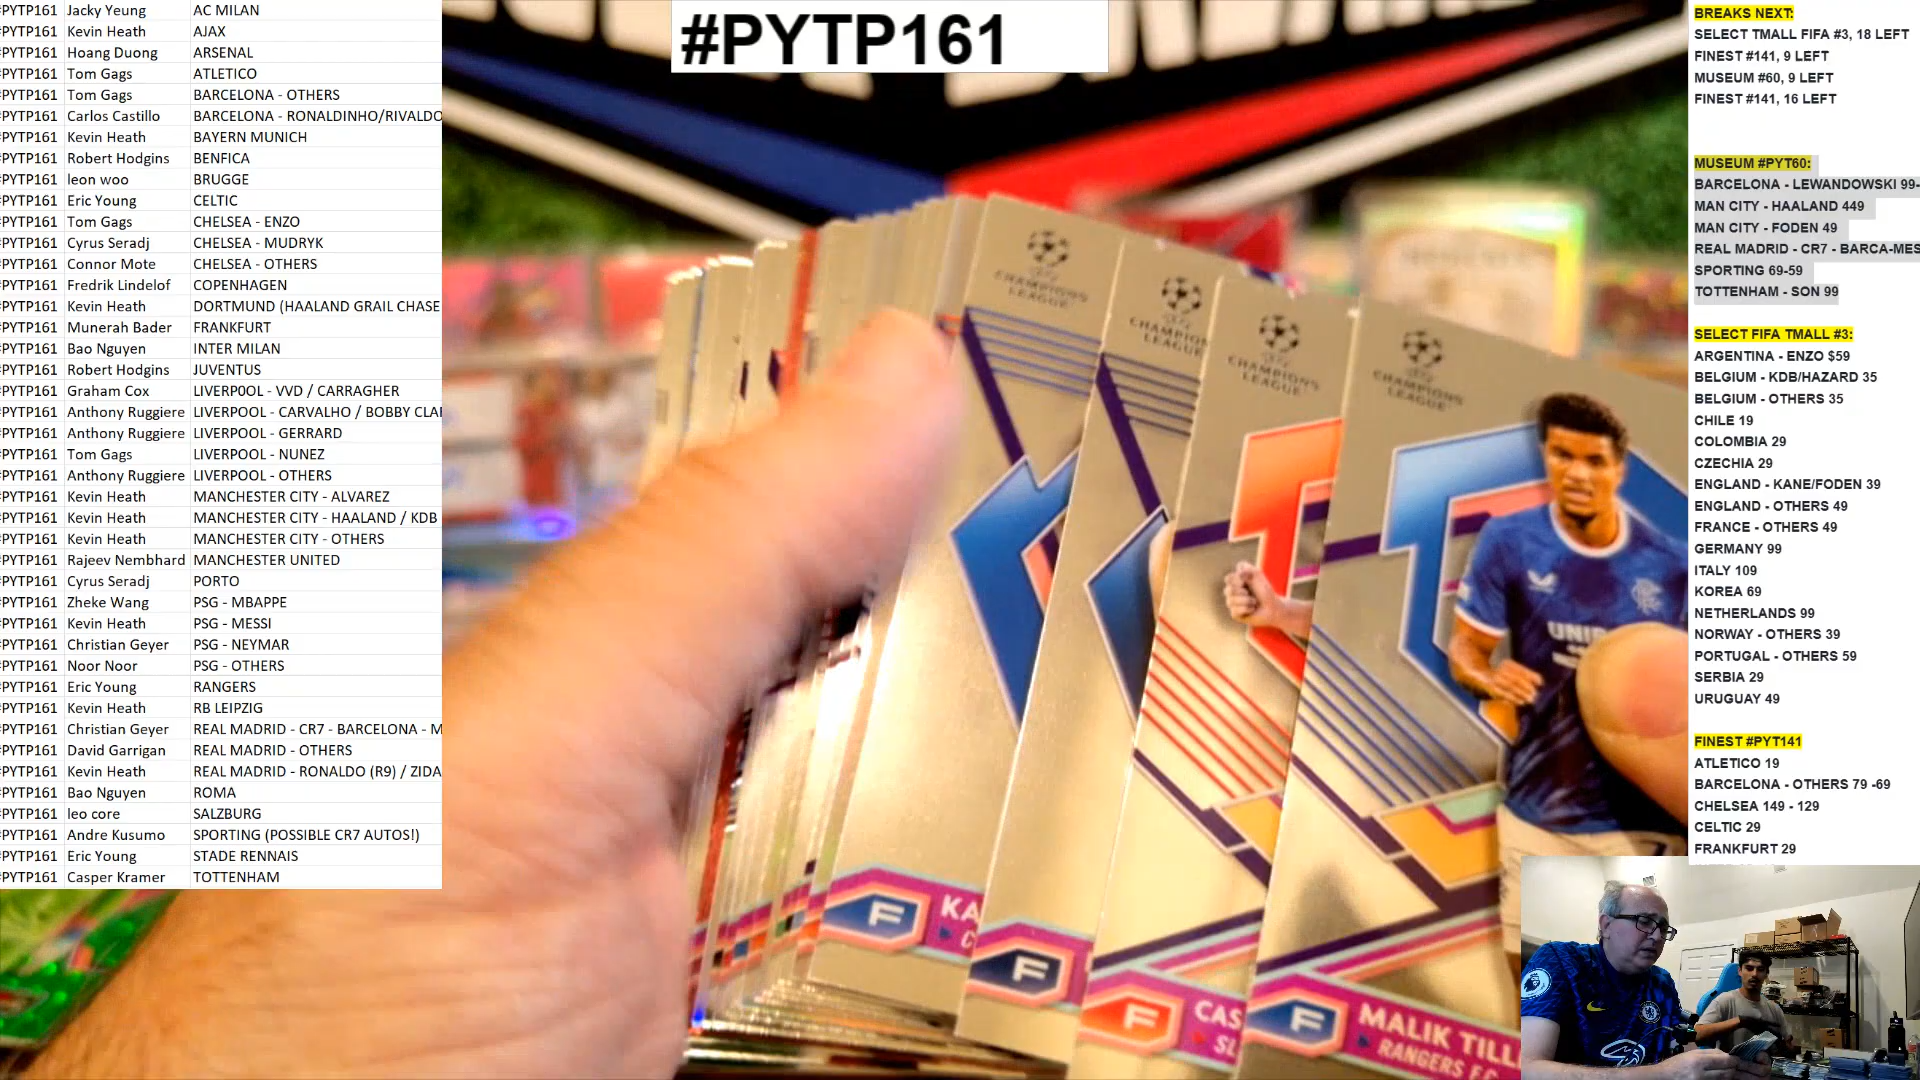 #PYTP161 Jacky Yeung AC MILAN
#PYTP161 Kevin Heath AJAX
#PYTP161 Hoang Duong ARSENAL
#PYTP161 Tom Gags ATLETICO
#PYTP161 Tom Gags BARCELONA - OTHERS
#PYTP161 Carlos Castillo BARCELONA - RONALDINHO/RIVALDO
#PYTP161 Kevin Heath BAYERN MUNICH
#PYTP161 Robert Hodgins BENFICA
#PYTP161 leon woo BRUGGE
#PYTP161 Eric Young CELTIC
#PYTP161 Tom Gags CHELSEA - ENZO
#PYTP161 Cyrus Seradj CHELSEA - MUDRYK
#PYTP161 Connor Mote CHELSEA - OTHERS
#PYTP161 Fredrik Lindelof COPENHAGEN
#PYTP161 Kevin Heath DORTMUND (HAALAND GRAIL CHASE
#PYTP161 Munerah Bader FRANKFURT
#PYTP161 Bao Nguyen INTER MILAN
#PYTP161 Robert Hodgins JUVENTUS
#PYTP161 Graham Cox LIVERP0OL - VVD / CARRAGHER
#PYTP161 Anthony Ruggiere LIVERPOOL - CARVALHO / BOBBY CLA
#PYTP161 Anthony Ruggiere LIVERPOOL - GERRARD
#PYTP161 Tom Gags LIVERPOOL - NUNEZ
#PYTP161 Anthony Ruggiere LIVERPOOL - OTHERS
#PYTP161 Kevin Heath MANCHESTER CITY - ALVAREZ
#PYTP161 Kevin Heath MANCHESTER CITY - HAALAND / KDB
#PYTP161 Kevin Heath MANCHESTER CITY - OTHERS
#PYTP161 Rajeev Nembhard MANCHESTER UNITED
#PYTP161 Cyrus Seradj PORTO
#PYTP161 Zheke Wang PSG - MBAPPE
#PYTP161 Kevin Heath PSG - MESSI
#PYTP161 Christian Geyer PSG - NEYMAR
#PYTP161 Noor Noor PSG - OTHERS
#PYTP161 Eric Young RANGERS
#PYTP161 Kevin Heath RB LEIPZIG
#PYTP161 Christian Geyer REAL MADRID - CR7 - BARCELONA - M
#PYTP161 David Garrigan REAL MADRID - OTHERS
#PYTP161 Kevin Heath REAL MADRID - RONALDO (R9) / ZIDA
#PYTP161 Bao Nguyen ROMA
#PYTP161 leo core SALZBURG
#PYTP161 Andre Kusumo SPORTING (POSSIBLE CR7 AUTOS!)
#PYTP161 Eric Young STADE RENNAIS
#PYTP161 Casper Kramer TOTTENHAM
#PYTP161
CHAMPIONS
LEAGUE
CHAMPIONS
LEAGUE
CHAMPIONS
LEAGUE
CHAMPIONS
LEAGUE
F KA
F
F CAS
SL
F MALIK TILL
RANGERS F.C.
BREAKS NEXT:
SELECT TMALL FIFA #3, 18 LEFT
FINEST #141, 9 LEFT
MUSEUM #60, 9 LEFT
FINEST #141, 16 LEFT
MUSEUM #PYT60:
BARCELONA - LEWANDOWSKI 99-
MAN CITY - HAALAND 449
MAN CITY - FODEN 49
REAL MADRID - CR7 - BARCA-MES
SPORTING 69-59
TOTTENHAM - SON 99
SELECT FIFA TMALL #3:
ARGENTINA - ENZO $59
BELGIUM - KDB/HAZARD 35
BELGIUM - OTHERS 35
CHILE 19
COLOMBIA 29
CZECHIA 29
ENGLAND - KANE/FODEN 39
ENGLAND - OTHERS 49
FRANCE - OTHERS 49
GERMANY 99
ITALY 109
KOREA 69
NETHERLANDS 99
NORWAY - OTHERS 39
PORTUGAL - OTHERS 59
SERBIA 29
URUGUAY 49
FINEST #PYT141
ATLETICO 19
BARCELONA - OTHERS 79 -69
CHELSEA 149 - 129
CELTIC 29
FRANKFURT 29